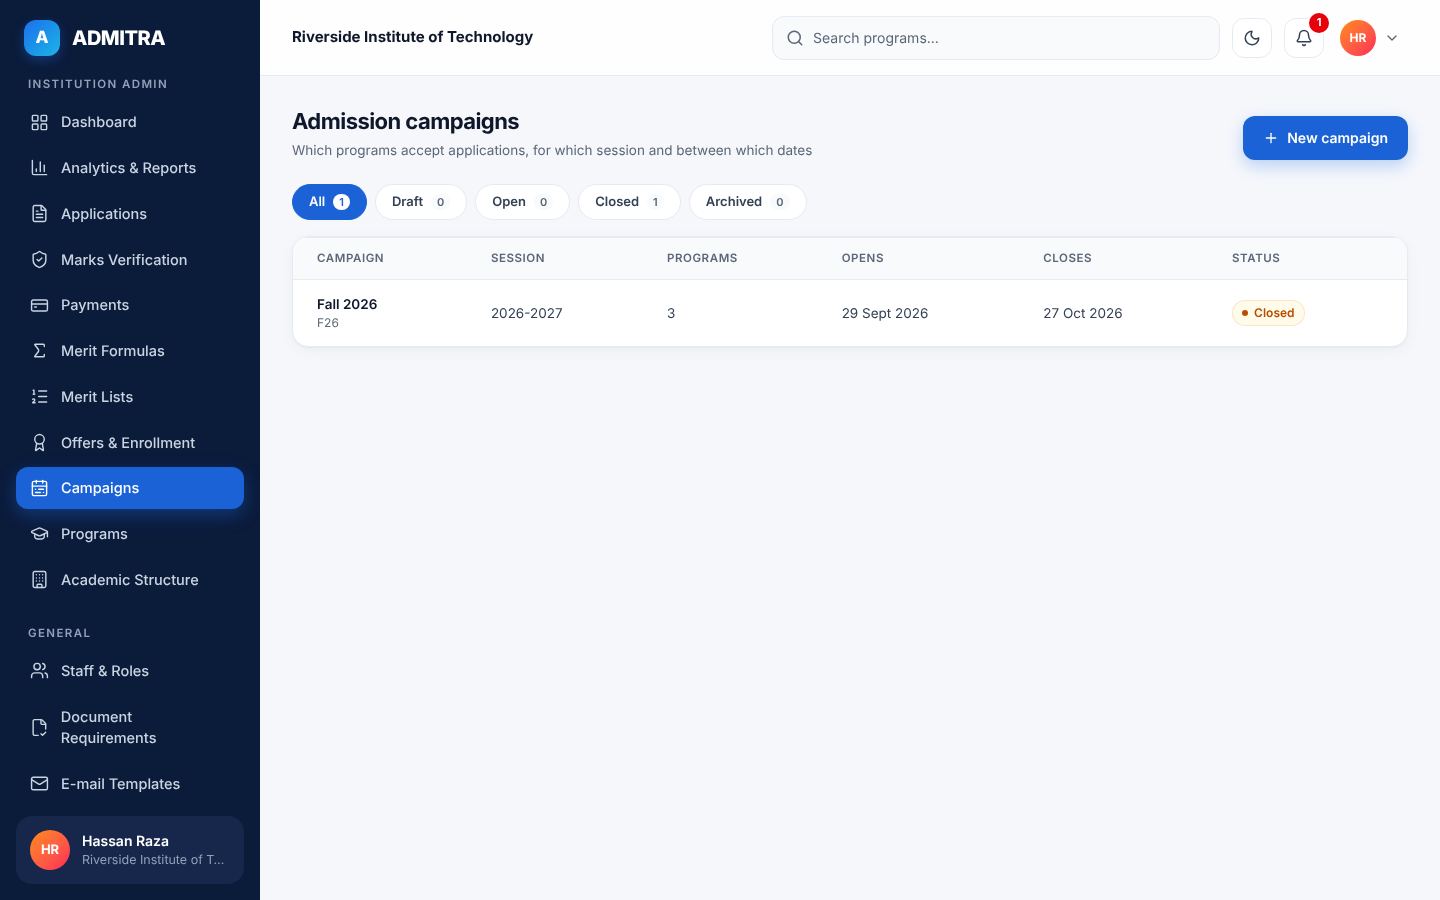 A ADMITRA
INSTITUTION ADMIN
Dashboard
Analytics & Reports
Applications
Marks Verification
Payments
Merit Formulas
Merit Lists
Offers & Enrollment
Campaigns
Programs
Academic Structure
GENERAL
Staff & Roles
Document
Requirements
E-mail Templates
HR Hassan Raza
Riverside Institute of T...
Riverside Institute of Technology
Search programs...
1
HR
Admission campaigns
Which programs accept applications, for which session and between which dates
New campaign
All 1 Draft 0 Open 0 Closed 1 Archived 0
CAMPAIGN SESSION PROGRAMS OPENS CLOSES STATUS
Fall 2026 2026-2027 3 29 Sept 2026 27 Oct 2026 Closed
F26